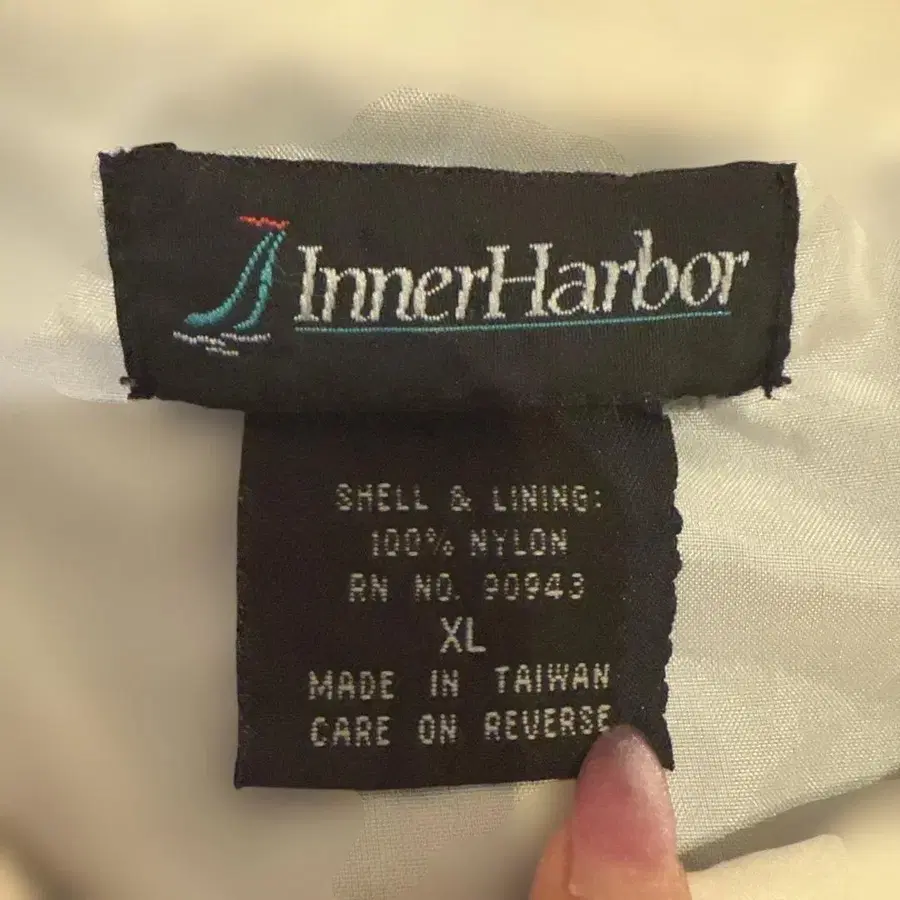 InnerHarbor
SHELL & LINING:
100% NYLON
RN NO. 90943
XL
MADE IN TAIWAN
CARE ON REVERSE